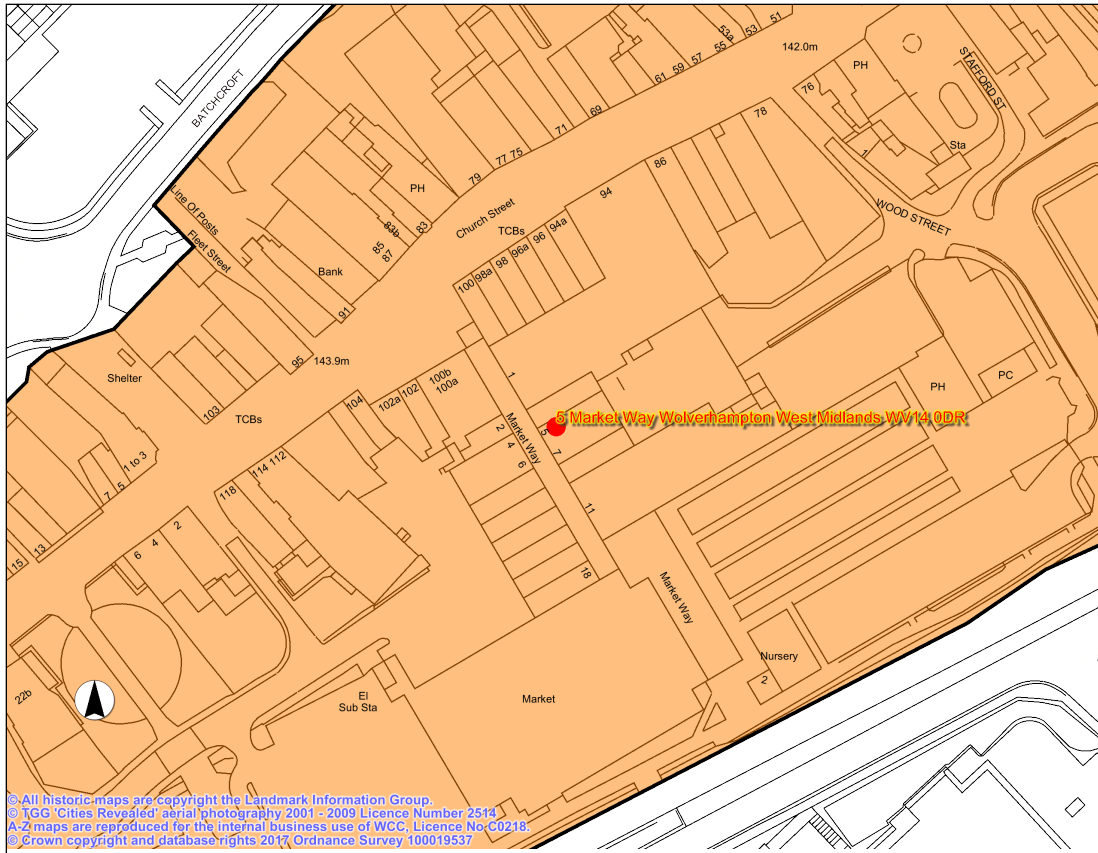 51
53
53a
55
57
59
61
142.0m
PH
STAFFORD ST
BATCHCROFT
69
76
78
71
77 75
79
86
1
Sta
PH
94
Line Of Posts
83b
83
Church Street
WOOD STREET
TCBs
94a
96
96a
98
98a
100
Fleet Street
85
87
Bank
91
143.9m
95
Shelter
103
TCBs
104
102a
102
100b
100a
1
PH
PC
5 Market Way Wolverhampton West Midlands WV14 0DR
Market Way
2
4
6
5
7
11
18
1 to 3
5
7
13
15
118
114
112
2
4
6
Market Way
Nursery
2
22b
El
Sub Sta
Market
© All historic maps are copyright the Landmark Information Group.
© TGG 'Cities Revealed' aerial photography 2001 - 2009 Licence Number 2514
A-Z maps are reproduced for the internal business use of WCC, Licence No C0218.
© Crown copyright and database rights 2017 Ordnance Survey 100019537